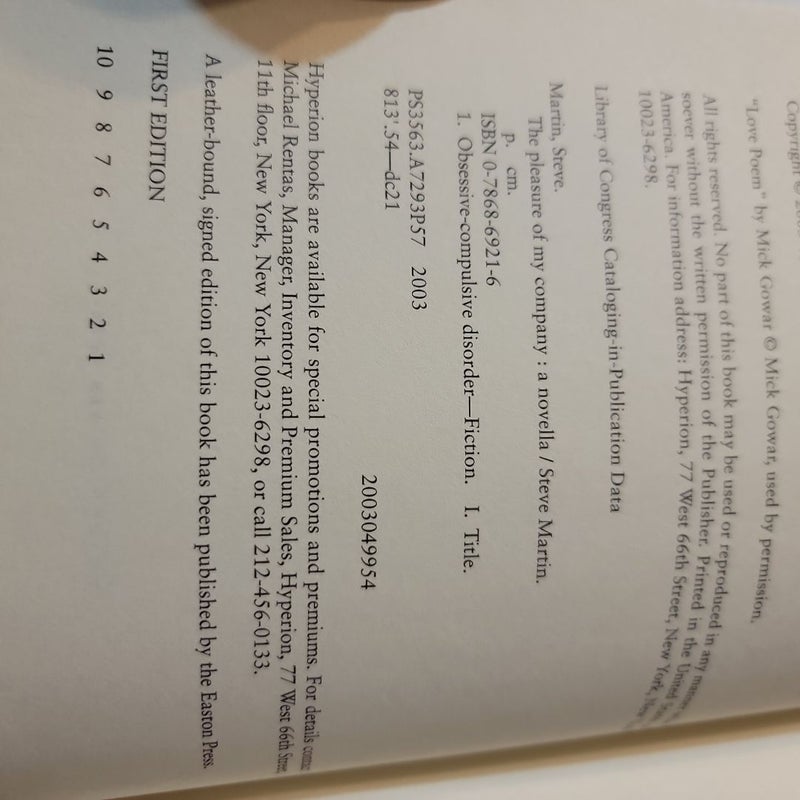 Copyright ©
"Love Poem" by Mick Gowar © Mick Gowar, used by permission.
All rights reserved. No part of this book may be used or reproduced in any manner
soever without the written permission of the Publisher. Printed in the United
America. For information address: Hyperion, 77 West 66th Street, New York,
10023-6298.
Library of Congress Cataloging-in-Publication Data
Martin, Steve.
The pleasure of my company : a novella / Steve Martin.
p. cm.
ISBN 0-7868-6921-6
1. Obsessive-compulsive disorder—Fiction. I. Title.
PS3563.A7293P57 2003
813'.54—dc21
2003049954
Hyperion books are available for special promotions and premiums. For details
Michael Rentas, Manager, Inventory and Premium Sales, Hyperion, 77 West 66th Street
11th floor, New York, New York 10023-6298, or call 212-456-0133.
A leather-bound, signed edition of this book has been published by the Easton Press.
FIRST EDITION
10 9 8 7 6 5 4 3 2 1